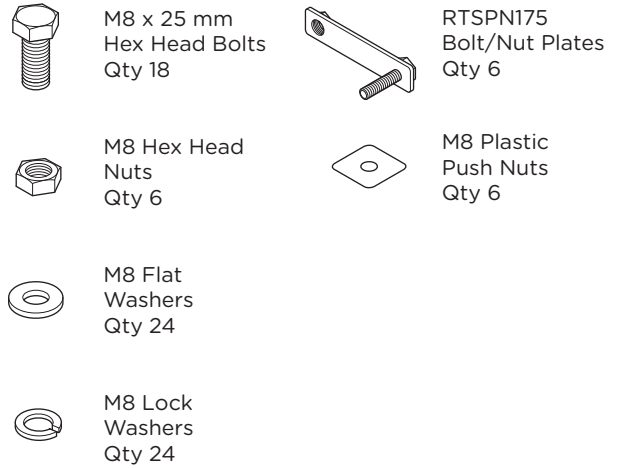 M8 x 25 mm
Hex Head Bolts
Qty 18
RTSPN175
Bolt/Nut Plates
Qty 6
M8 Hex Head
Nuts
Qty 6
M8 Plastic
Push Nuts
Qty 6
M8 Flat
Washers
Qty 24
M8 Lock
Washers
Qty 24